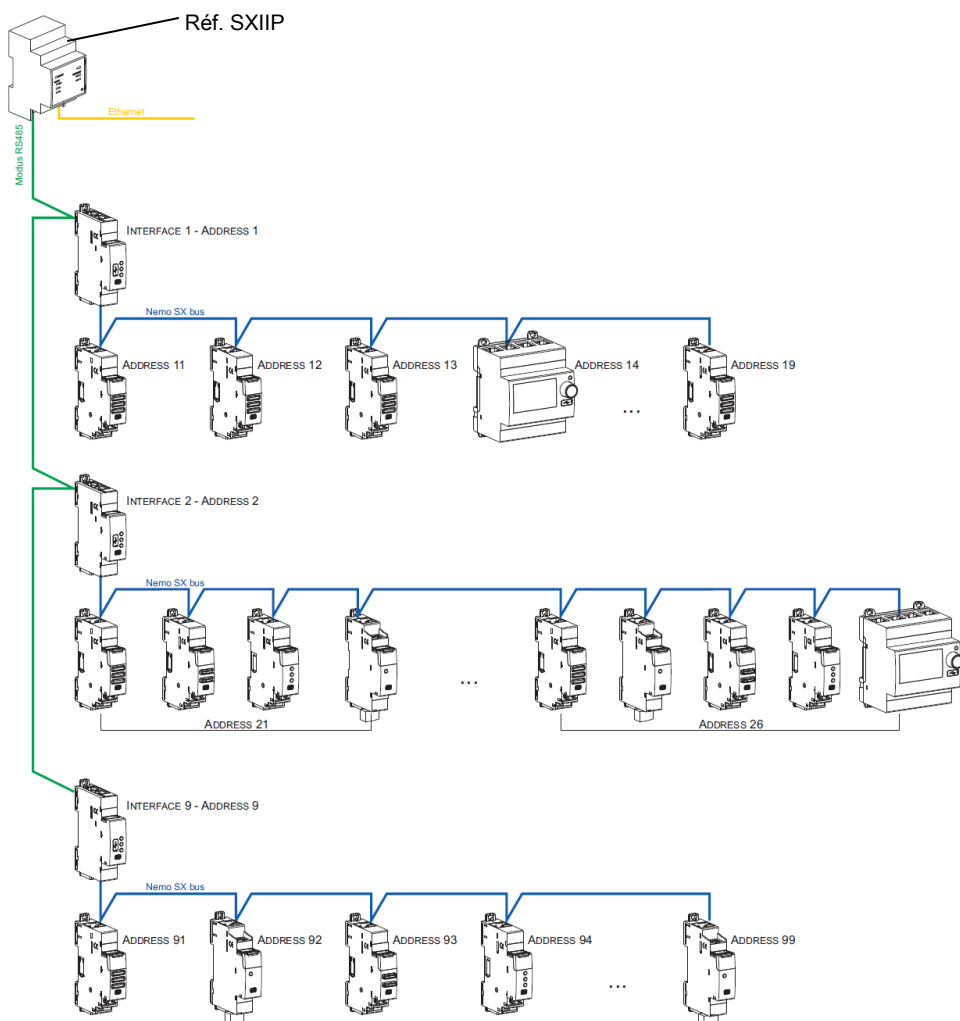 Réf. SXIIP
Ethernet
Modus RS485
INTERFACE 1 - ADDRESS 1
Nemo SX bus
ADDRESS 11
ADDRESS 12
ADDRESS 13
ADDRESS 14
...
ADDRESS 19
INTERFACE 2 - ADDRESS 2
Nemo SX bus
...
ADDRESS 21
ADDRESS 26
INTERFACE 9 - ADDRESS 9
Nemo SX bus
ADDRESS 91
ADDRESS 92
ADDRESS 93
ADDRESS 94
...
ADDRESS 99